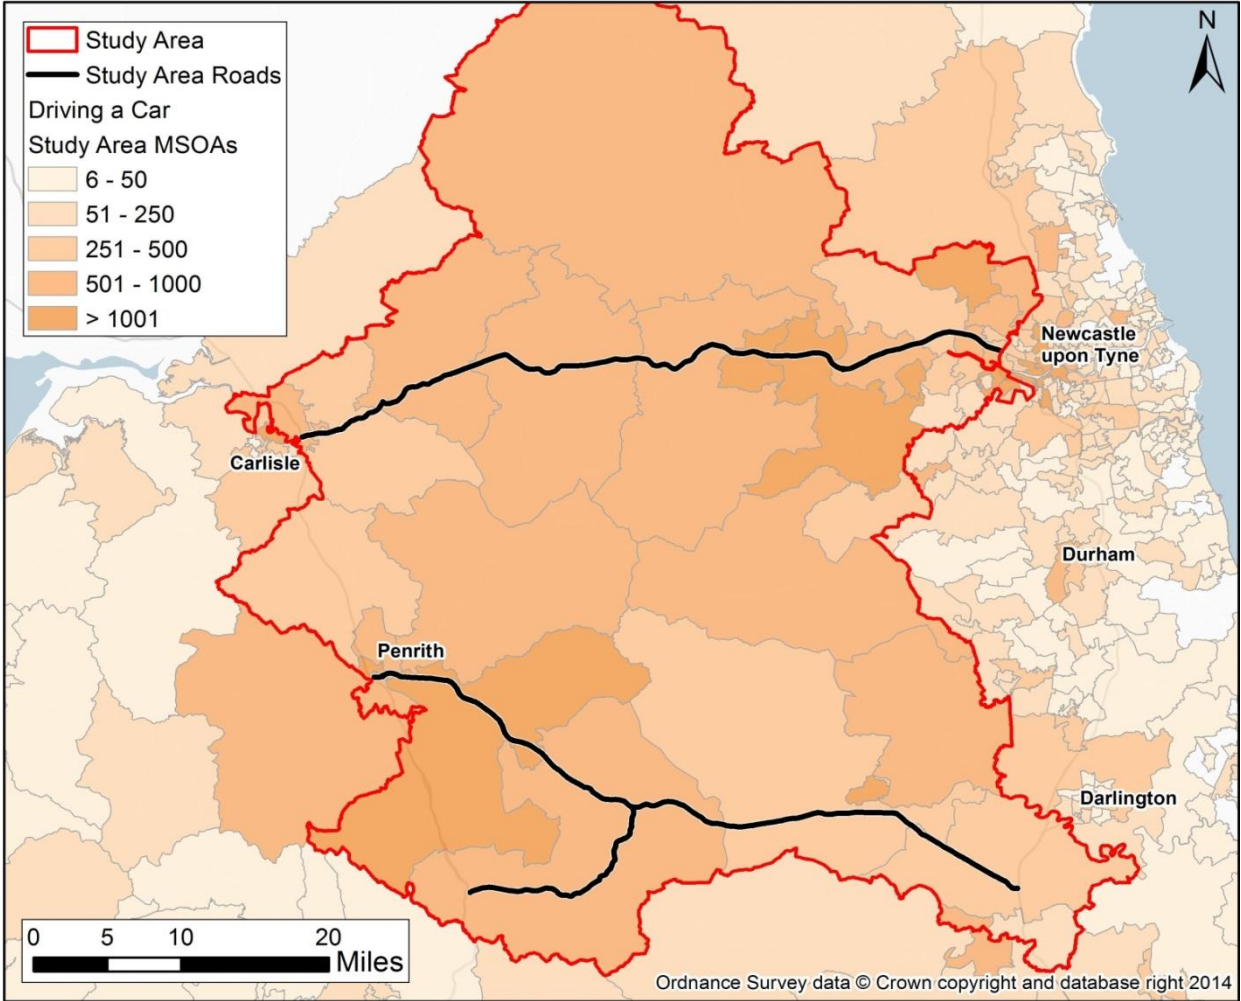 Study Area
Study Area Roads
Driving a Car
Study Area MSOAs
6 - 50
51 - 250
251 - 500
501 - 1000
> 1001
N
Newcastle
upon Tyne
Carlisle
Durham
Penrith
Darlington
0 5 10 20
Miles
Ordnance Survey data © Crown copyright and database right 2014